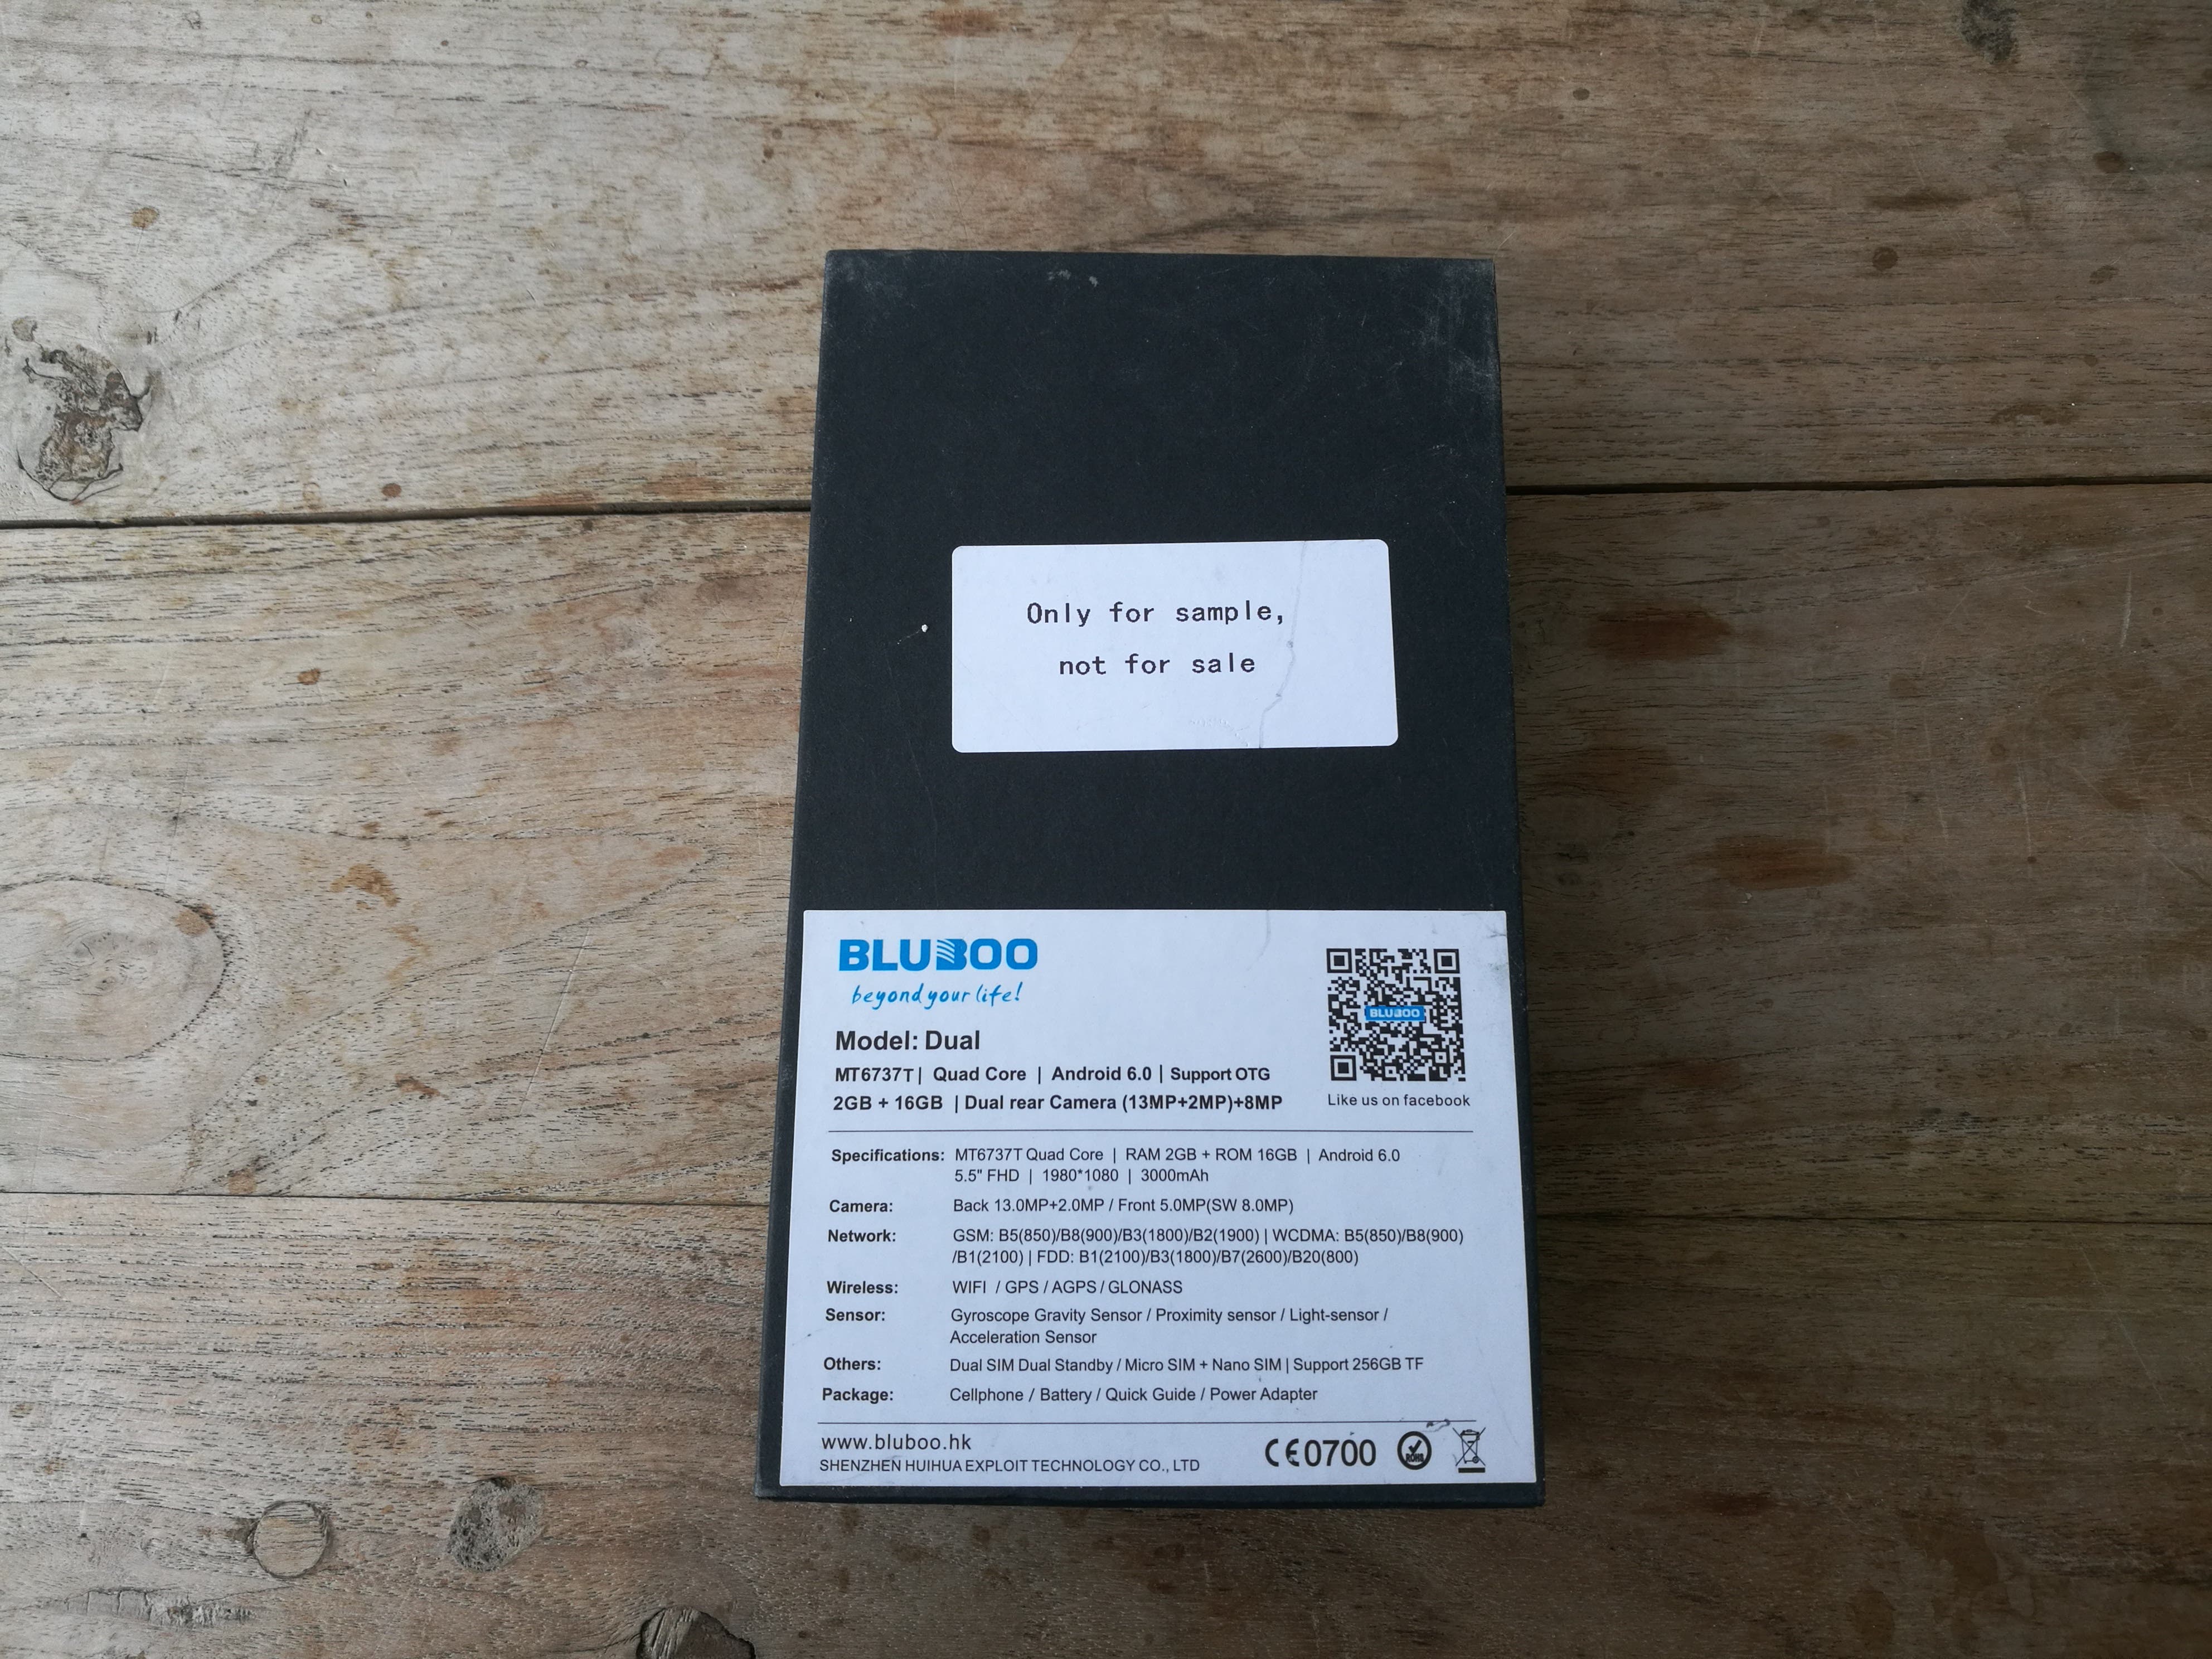 Only for sample,
not for sale
BLUBOO
beyond your life!
Model: Dual
MT6737T | Quad Core | Android 6.0 | Support OTG
2GB + 16GB | Dual rear Camera (13MP+2MP)+8MP
BLUBOO
Like us on facebook
Specifications: MT6737T Quad Core | RAM 2GB + ROM 16GB | Android 6.0
5.5" FHD | 1980*1080 | 3000mAh
Camera: Back 13.0MP+2.0MP / Front 5.0MP(SW 8.0MP)
Network: GSM: B5(850)/B8(900)/B3(1800)/B2(1900) | WCDMA: B5(850)/B8(900)
/B1(2100) | FDD: B1(2100)/B3(1800)/B7(2600)/B20(800)
Wireless: WIFI / GPS / AGPS / GLONASS
Sensor: Gyroscope Gravity Sensor / Proximity sensor / Light-sensor /
Acceleration Sensor
Others: Dual SIM Dual Standby / Micro SIM + Nano SIM | Support 256GB TF
Package: Cellphone / Battery / Quick Guide / Power Adapter
www.bluboo.hk
SHENZHEN HUIHUA EXPLOIT TECHNOLOGY CO., LTD
CE0700
ROHS